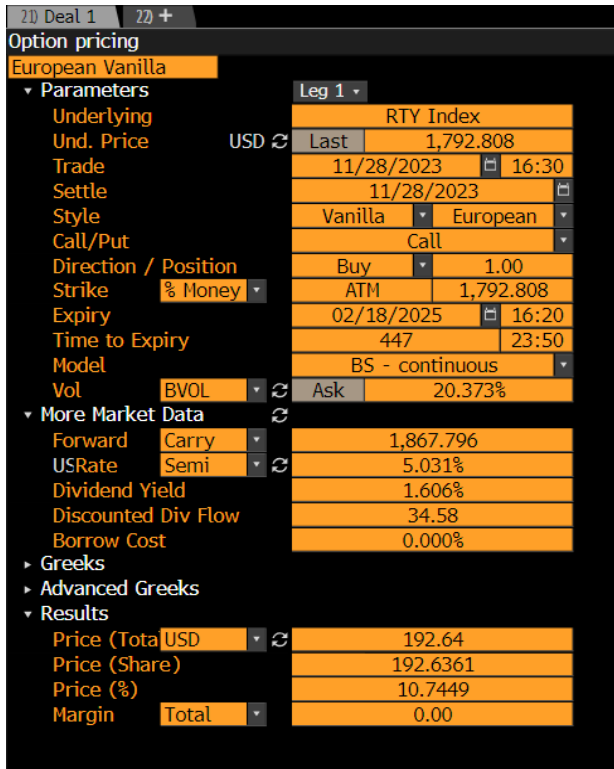 21) Deal 1 22) +
Option pricing
European Vanilla
Parameters Leg 1
Underlying RTY Index
Und. Price USD Last 1,792.808
Trade 11/28/2023 16:30
Settle 11/28/2023
Style Vanilla European
Call/Put Call
Direction / Position Buy 1.00
Strike % Money ATM 1,792.808
Expiry 02/18/2025 16:20
Time to Expiry 447 23:50
Model BS - continuous
Vol BVOL Ask 20.373%
More Market Data
Forward Carry 1,867.796
USRate Semi 5.031%
Dividend Yield 1.606%
Discounted Div Flow 34.58
Borrow Cost 0.000%
Greeks
Advanced Greeks
Results
Price (Tota USD 192.64
Price (Share) 192.6361
Price (%) 10.7449
Margin Total 0.00